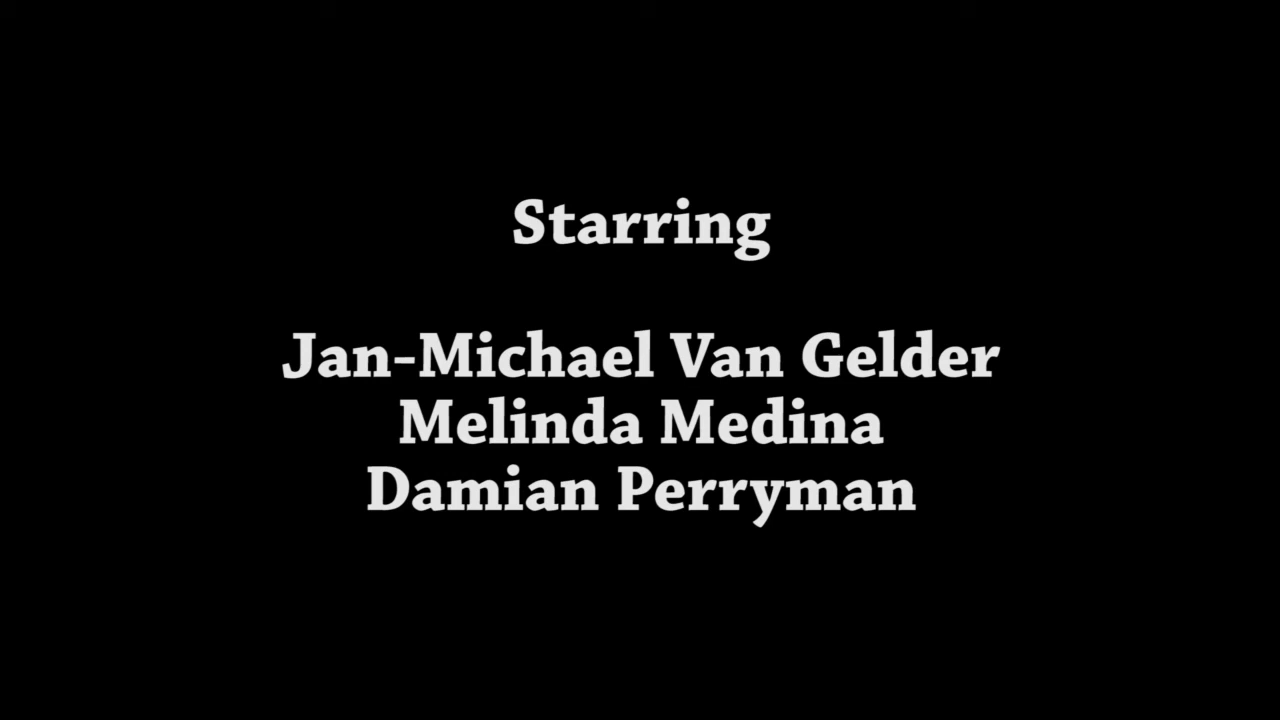 Starring
Jan-Michael Van Gelder
Melinda Medina
Damian Perryman